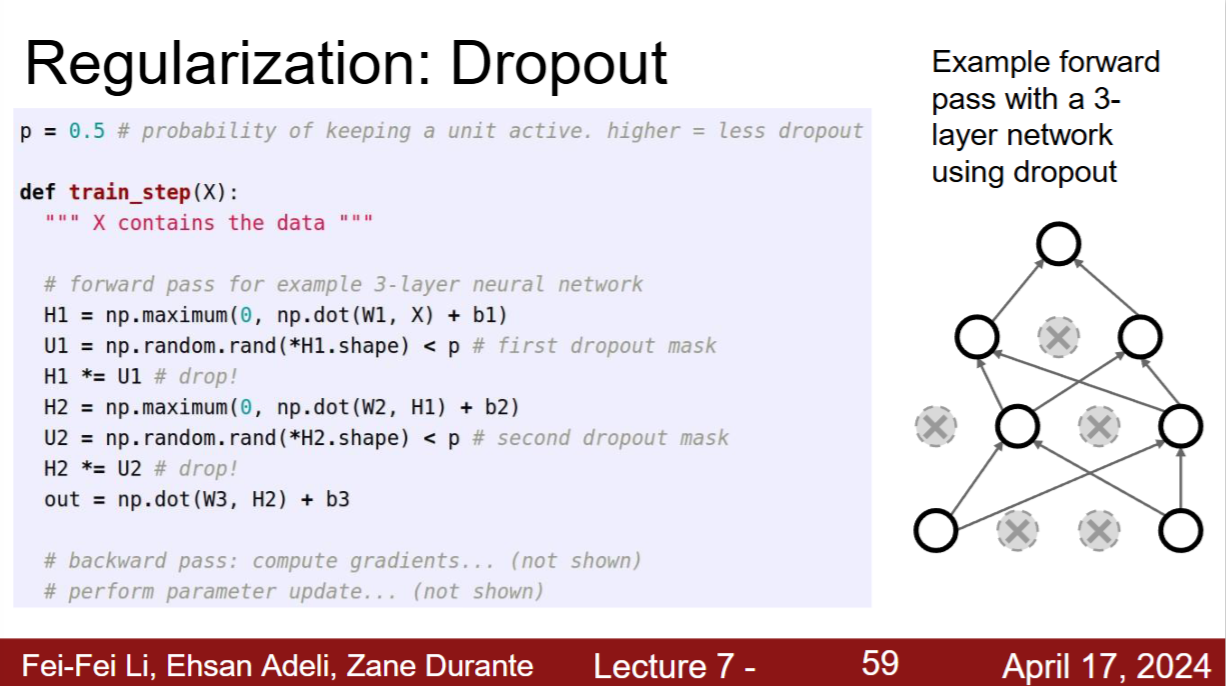 Regularization: Dropout
Example forward
pass with a 3-
layer network
using dropout
p = 0.5 # probability of keeping a unit active. higher = less dropout
def train_step(X):
""" X contains the data """
# forward pass for example 3-layer neural network
H1 = np.maximum(0, np.dot(W1, X) + b1)
U1 = np.random.rand(*H1.shape) < p # first dropout mask
H1 *= U1 # drop!
H2 = np.maximum(0, np.dot(W2, H1) + b2)
U2 = np.random.rand(*H2.shape) < p # second dropout mask
H2 *= U2 # drop!
out = np.dot(W3, H2) + b3
# backward pass: compute gradients... (not shown)
# perform parameter update... (not shown)
Fei-Fei Li, Ehsan Adeli, Zane Durante Lecture 7 - 59 April 17, 2024